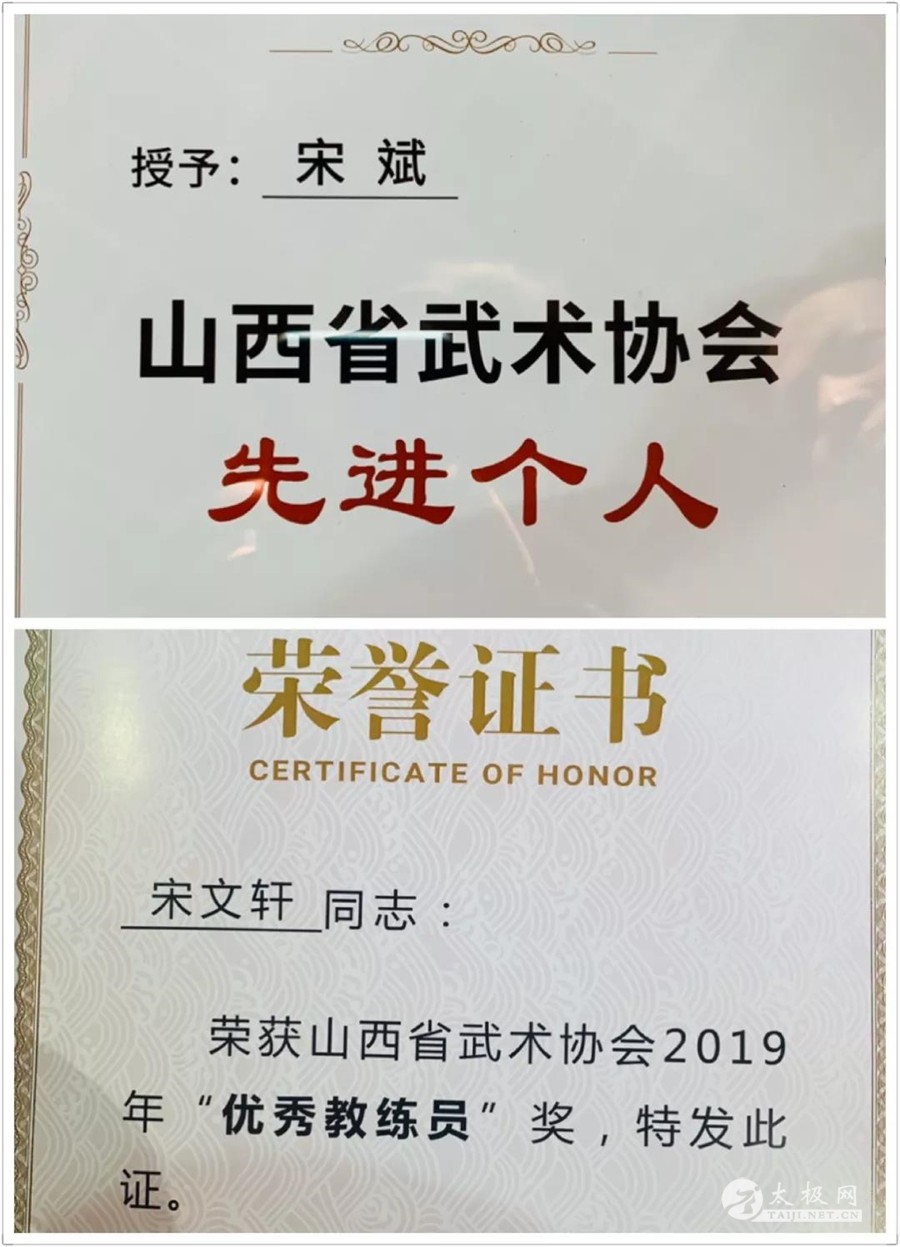 授予： 宋 斌
山西省武术协会
先进个人
荣誉证书
CERTIFICATE OF HONOR
宋文轩同志：
荣获山西省武术协会2019
年“优秀教练员”奖，特发此
证。
太极网
TAIJI.NET.CN